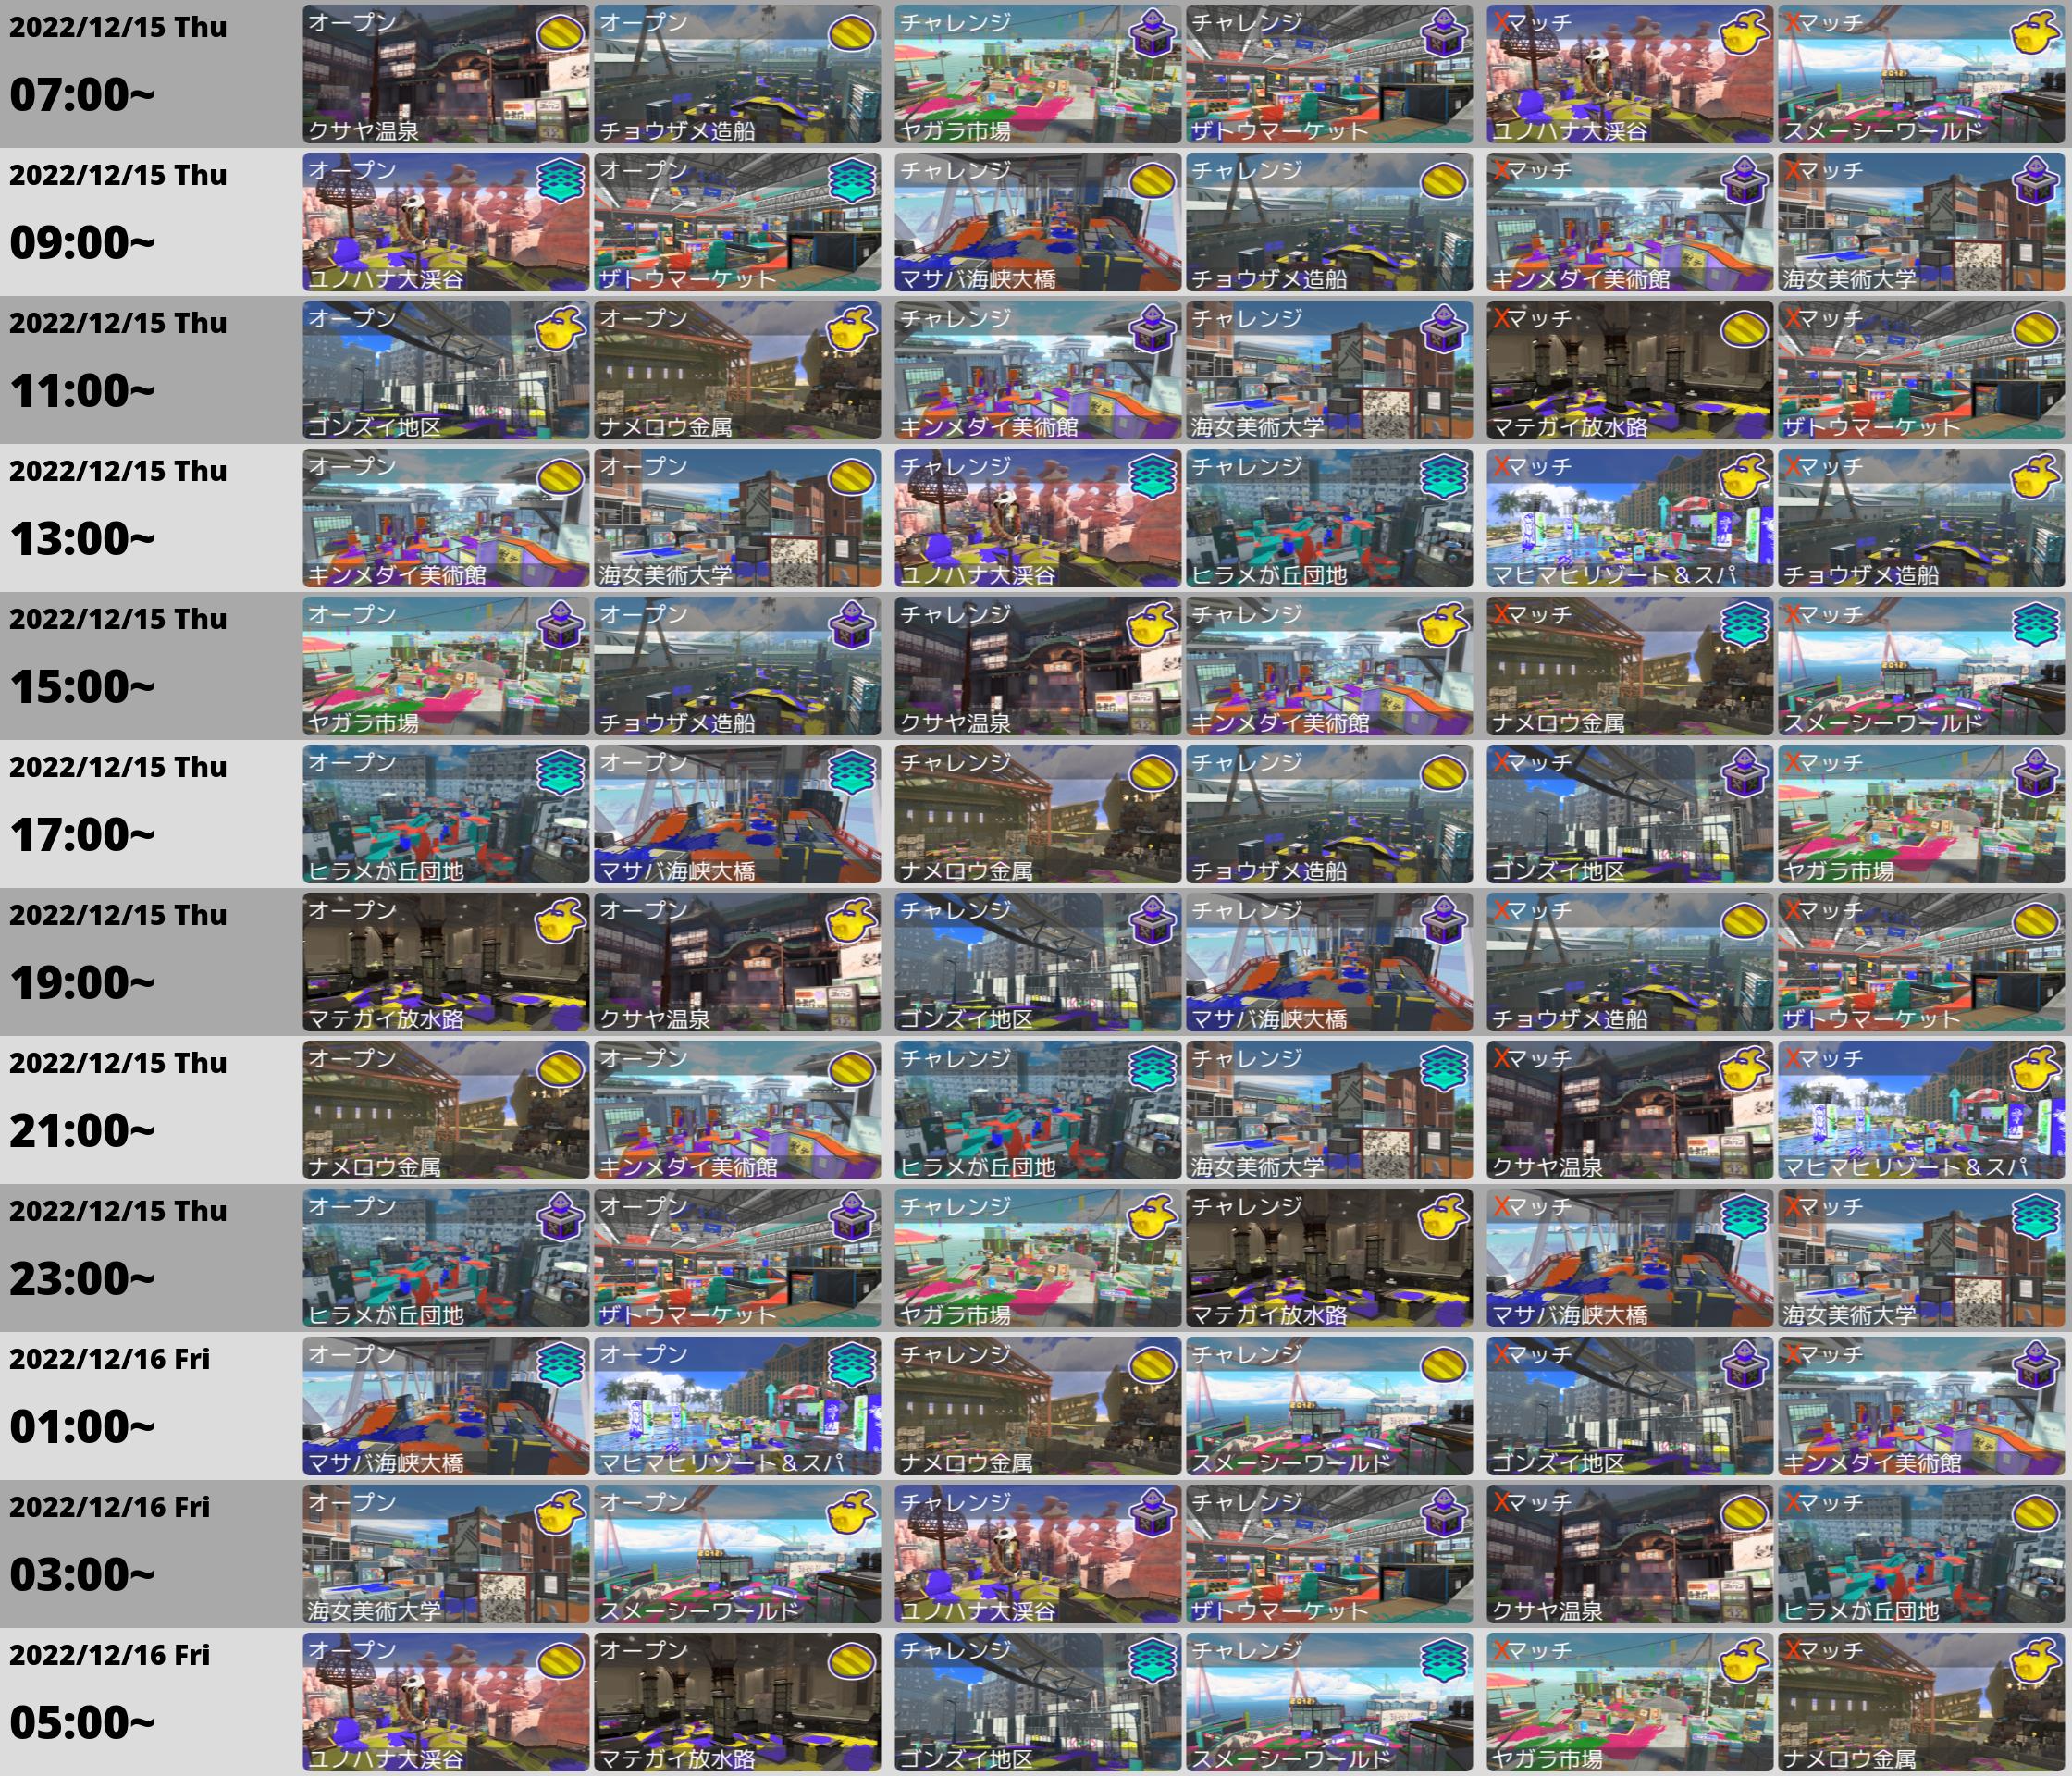 2022/12/15 Thu
07:00~
オープン オープン チャレンジ チャレンジ Xマッチ Xマッチ
クサヤ温泉 チョウザメ造船 ヤガラ市場 ザトウマーケット ユノハナ大渓谷 スメーシーワールド
2022/12/15 Thu
09:00~
オープン オープン チャレンジ チャレンジ Xマッチ Xマッチ
ユノハナ大渓谷 ザトウマーケット マサバ海峡大橋 チョウザメ造船 キンメダイ美術館 海女美術大学
2022/12/15 Thu
11:00~
オープン オープン チャレンジ チャレンジ Xマッチ Xマッチ
ゴンズイ地区 ナメロウ金属 キンメダイ美術館 海女美術大学 マテガイ放水路 ザトウマーケット
2022/12/15 Thu
13:00~
オープン オープン チャレンジ チャレンジ Xマッチ Xマッチ
キンメダイ美術館 海女美術大学 ユノハナ大渓谷 ヒラメが丘団地 マヒマヒリゾート＆スパ チョウザメ造船
2022/12/15 Thu
15:00~
オープン オープン チャレンジ チャレンジ Xマッチ Xマッチ
ヤガラ市場 チョウザメ造船 クサヤ温泉 キンメダイ美術館 ナメロウ金属 スメーシーワールド
2022/12/15 Thu
17:00~
オープン オープン チャレンジ チャレンジ Xマッチ Xマッチ
ヒラメが丘団地 マサバ海峡大橋 ナメロウ金属 チョウザメ造船 ゴンズイ地区 ヤガラ市場
2022/12/15 Thu
19:00~
オープン オープン チャレンジ チャレンジ Xマッチ Xマッチ
マテガイ放水路 クサヤ温泉 ゴンズイ地区 マサバ海峡大橋 チョウザメ造船 ザトウマーケット
2022/12/15 Thu
21:00~
オープン オープン チャレンジ チャレンジ Xマッチ Xマッチ
ナメロウ金属 キンメダイ美術館 ヒラメが丘団地 海女美術大学 クサヤ温泉 マヒマヒリゾート＆スパ
2022/12/15 Thu
23:00~
オープン オープン チャレンジ チャレンジ Xマッチ Xマッチ
ヒラメが丘団地 ザトウマーケット ヤガラ市場 マテガイ放水路 マサバ海峡大橋 海女美術大学
2022/12/16 Fri
01:00~
オープン オープン チャレンジ チャレンジ Xマッチ Xマッチ
マサバ海峡大橋 マヒマヒリゾート＆スパ ナメロウ金属 スメーシーワールド ゴンズイ地区 キンメダイ美術館
2022/12/16 Fri
03:00~
オープン オープン チャレンジ チャレンジ Xマッチ Xマッチ
海女美術大学 スメーシーワールド ユノハナ大渓谷 ザトウマーケット クサヤ温泉 ヒラメが丘団地
2022/12/16 Fri
05:00~
オープン オープン チャレンジ チャレンジ Xマッチ Xマッチ
ユノハナ大渓谷 マテガイ放水路 ゴンズイ地区 スメーシーワールド ヤガラ市場 ナメロウ金属